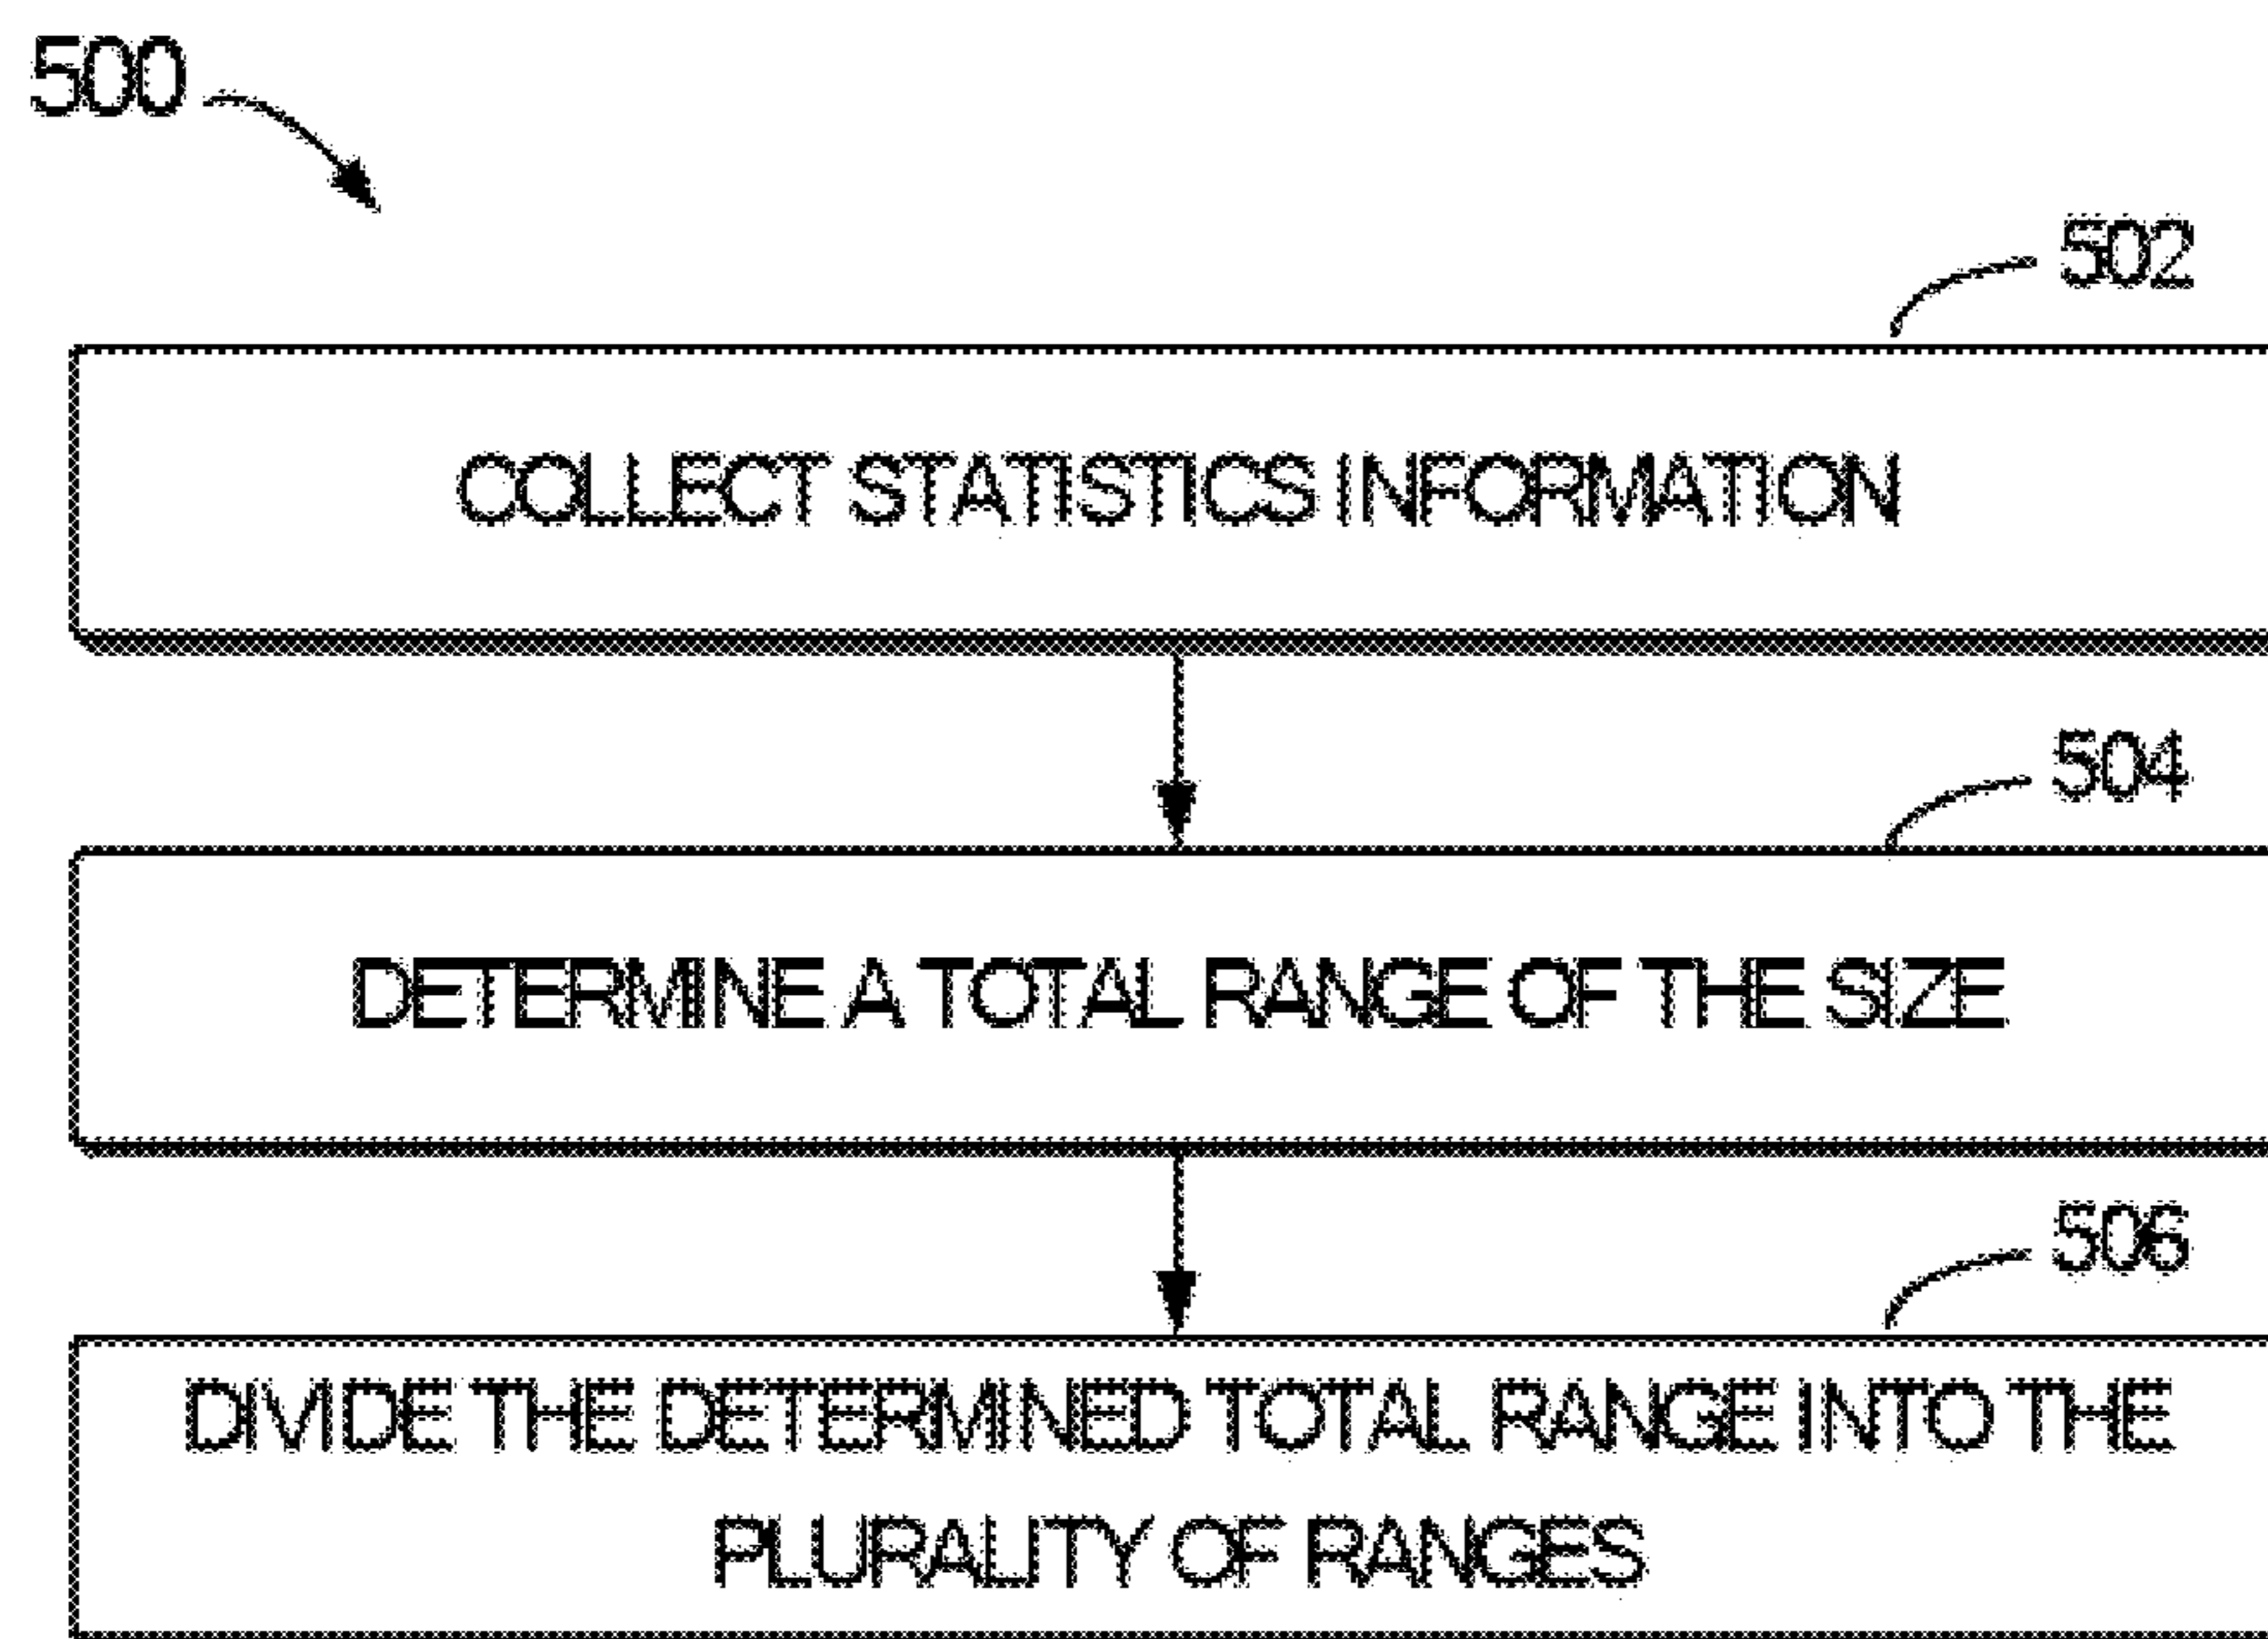 500
502
COLLECT STATISTICS INFORMATION
504
DETERMINE A TOTAL RANGE OF THE SIZE
506
DIVIDE THE DETERMINED TOTAL RANGE INTO THE
PLURALITY OF RANGES